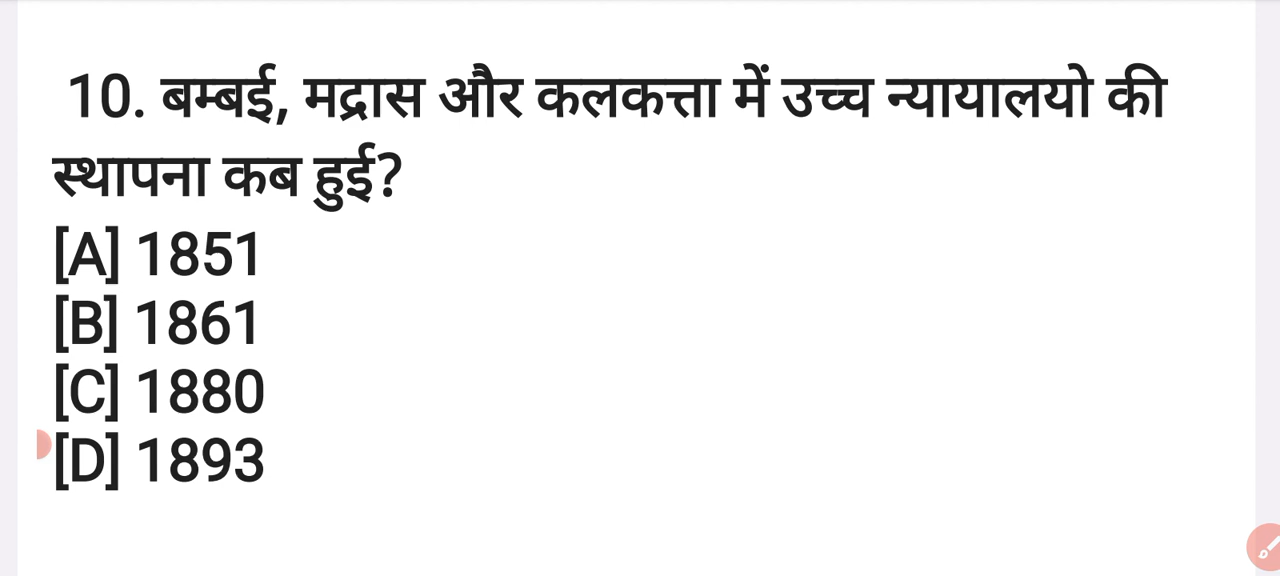 10. बम्बई, मद्रास और कलकत्ता में उच्च न्यायालयो की
स्थापना कब हुई?
[A] 1851
[B] 1861
[C] 1880
[D] 1893